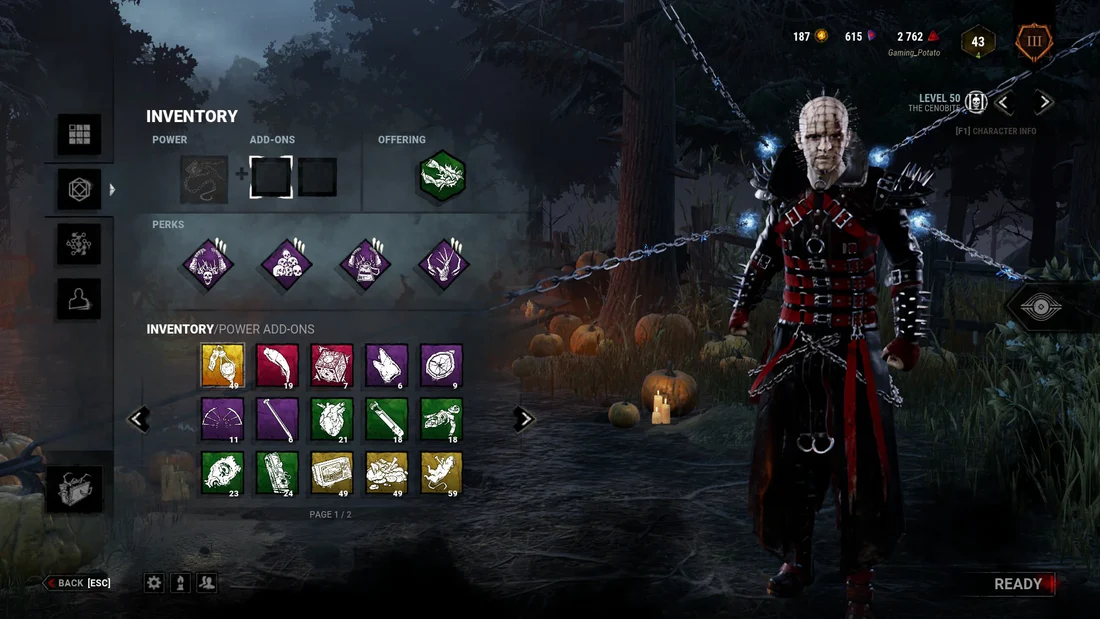 187 615 2 762 43
4
Gaming_Potato
III
LEVEL 50
THE CENOBITE
[F1] CHARACTER INFO
INVENTORY
POWER ADD-ONS OFFERING
PERKS
INVENTORY/POWER ADD-ONS
49 19 7 6 9
11 6 21 18 18
23 24 49 49 59
PAGE 1 / 2
BACK [ESC]
READY